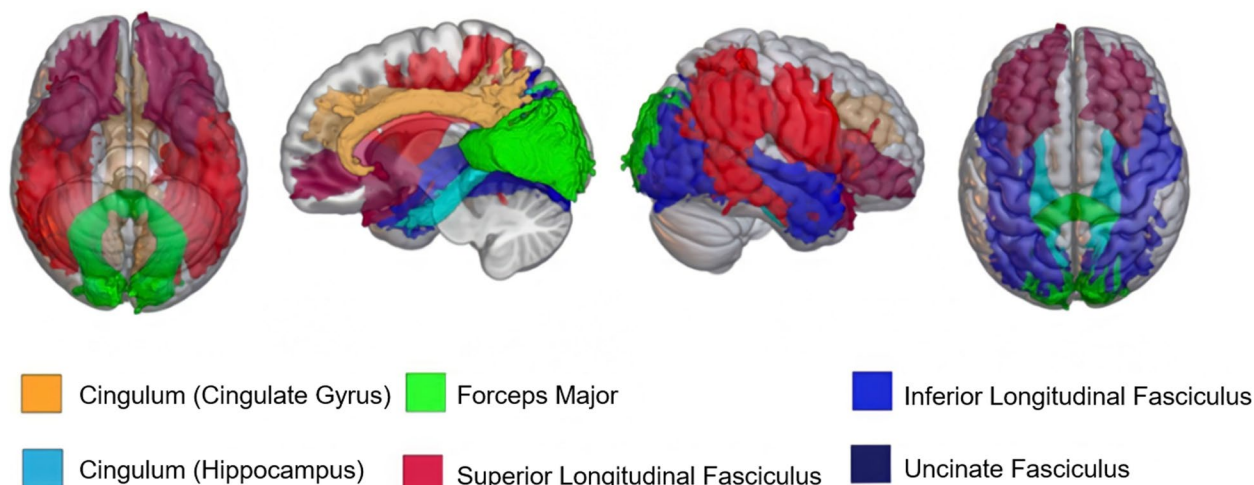 Cingulum (Cingulate Gyrus)
Forceps Major
Inferior Longitudinal Fasciculus
Cingulum (Hippocampus)
Superior Longitudinal Fasciculus
Uncinate Fasciculus